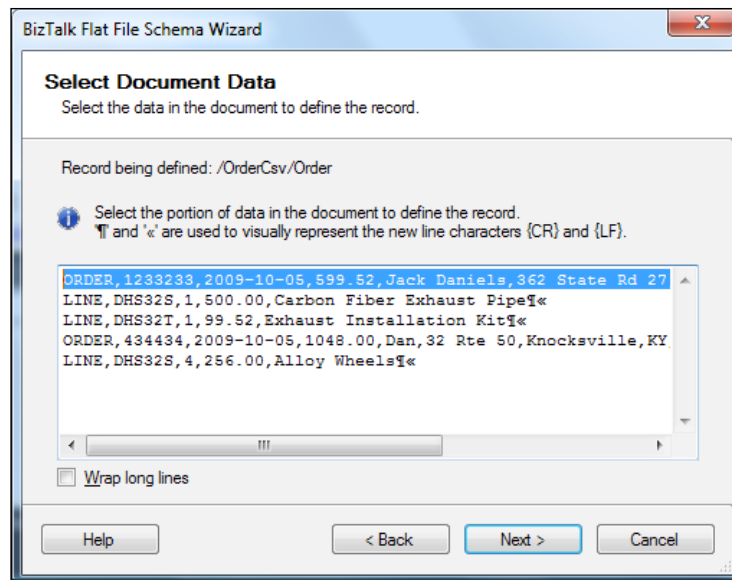 BizTalk Flat File Schema Wizard
Select Document Data
Select the data in the document to define the record.
Record being defined: /OrderCsv/Order
Select the portion of data in the document to define the record.
'¶' and '«' are used to visually represent the new line characters {CR} and {LF}.
ORDER,1233233,2009-10-05,599.52,Jack Daniels,362 State Rd 27
LINE,DHS32S,1,500.00,Carbon Fiber Exhaust Pipe¶«
LINE,DHS32T,1,99.52,Exhaust Installation Kit¶«
ORDER,434434,2009-10-05,1048.00,Dan,32 Rte 50,Knocksville,KY,
LINE,DHS32S,4,256.00,Alloy Wheels¶«
Wrap long lines
Help
< Back
Next >
Cancel